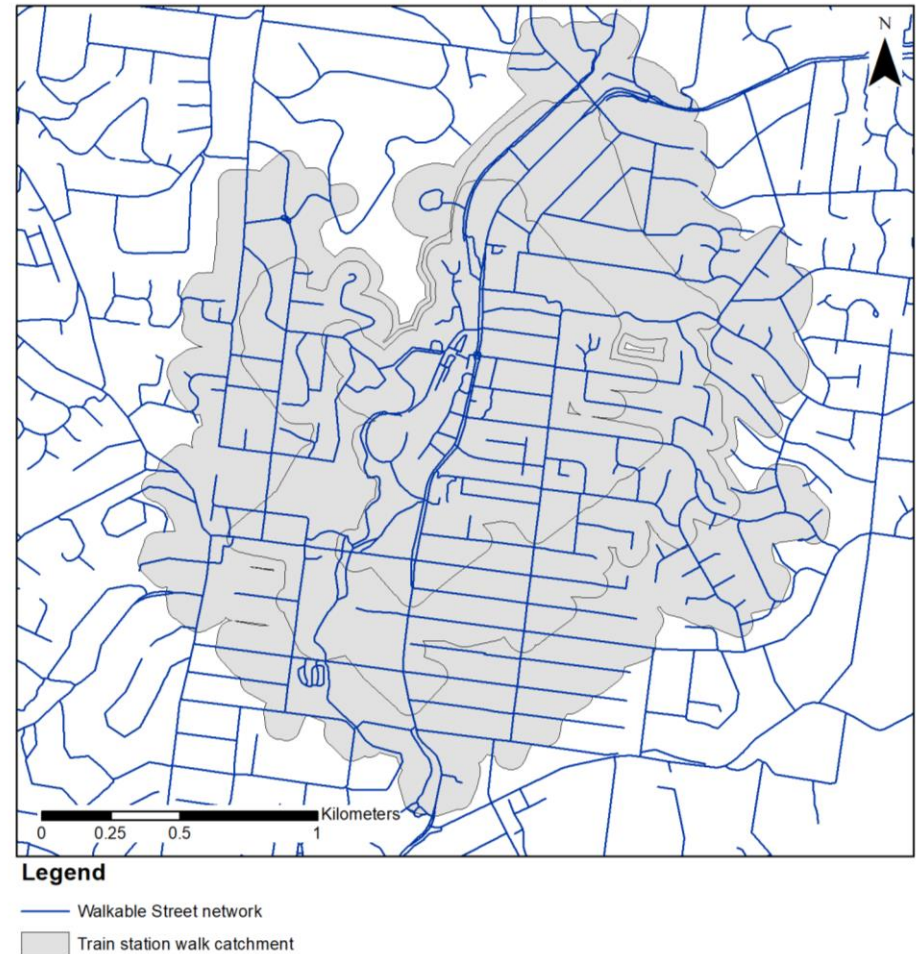 N
Kilometers
0 0.25 0.5 1
Legend
Walkable Street network
Train station walk catchment